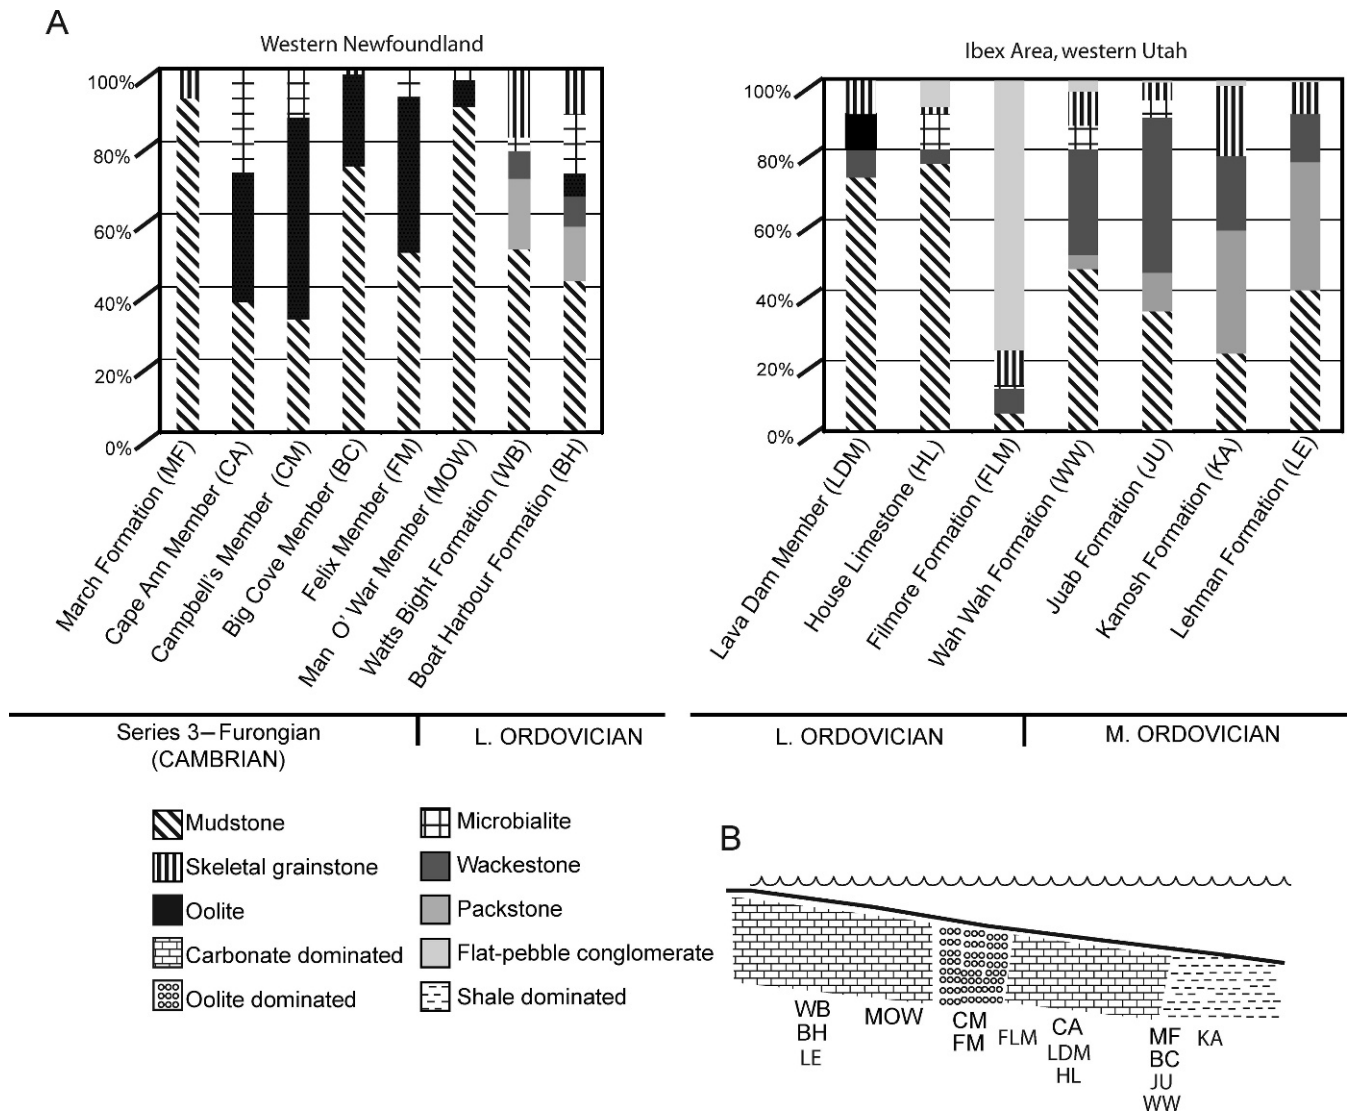 A
Western Newfoundland
100%
80%
60%
40%
20%
0%
March Formation (MF)
Cape Ann Member (CA)
Campbell's Member (CM)
Big Cove Member (BC)
Felix Member (FM)
Man O' War Member (MOW)
Watts Bight Formation (WB)
Boat Harbour Formation (BH)
Ibex Area, western Utah
100%
80%
60%
40%
20%
0%
Lava Dam Member (LDM)
House Limestone (HL)
Filmore Formation (FLM)
Wah Wah Formation (WW)
Juab Formation (JU)
Kanosh Formation (KA)
Lehman Formation (LE)
Series 3–Furongian
(CAMBRIAN)
L. ORDOVICIAN
L. ORDOVICIAN
M. ORDOVICIAN
Mudstone
Skeletal grainstone
Oolite
Carbonate dominated
Oolite dominated
Microbialite
Wackestone
Packstone
Flat-pebble conglomerate
Shale dominated
B
WB
BH
LE
MOW
CM
FM
FLM
CA
LDM
HL
MF
BC
JU
WW
KA